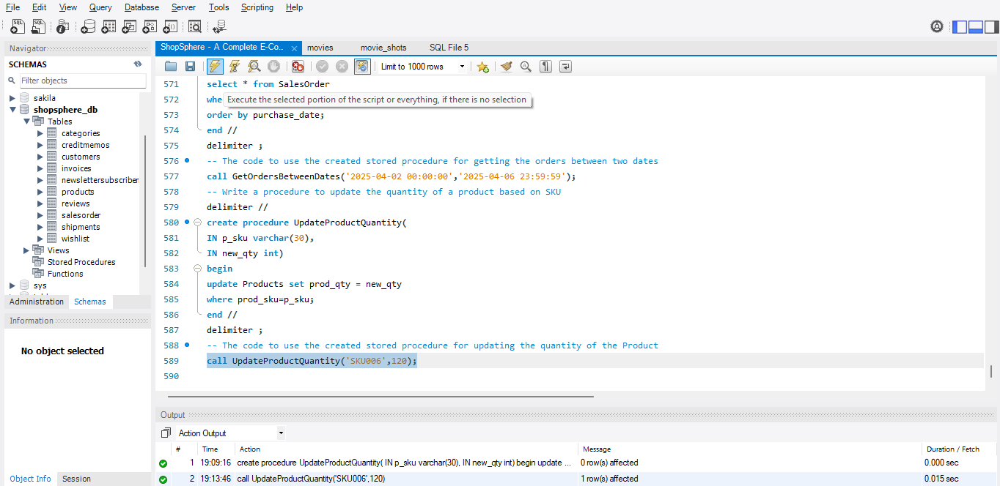 File Edit View Query Database Server Tools Scripting Help
Navigator
SCHEMAS
Filter objects
sakila
shopsphere_db
Tables
categories
creditmemos
customers
invoices
newslettersubscriber
products
reviews
salesorder
shipments
wishlist
Views
Stored Procedures
Functions
sys
Administration Schemas
Information
No object selected
Object Info Session
ShopSphere - A Complete E-Co... movies movie_shots SQL File 5
Limit to 1000 rows
571 select * from SalesOrder
572 whe
Execute the selected portion of the script or everything, if there is no selection
573 order by purchase_date;
574 end //
575 delimiter ;
576 -- The code to use the created stored procedure for getting the orders between two dates
577 call GetOrdersBetweenDates('2025-04-02 00:00:00','2025-04-06 23:59:59');
578 -- Write a procedure to update the quantity of a product based on SKU
579 delimiter //
580 create procedure UpdateProductQuantity(
581 IN p_sku varchar(30),
582 IN new_qty int)
583 begin
584 update Products set prod_qty = new_qty
585 where prod_sku=p_sku;
586 end //
587 delimiter ;
588 -- The code to use the created stored procedure for updating the quantity of the Product
589 call UpdateProductQuantity('SKU006',120);
590
Output
Action Output
# Time Action Message Duration / Fetch
1 19:09:16 create procedure UpdateProductQuantity( IN p_sku varchar(30), IN new_qty int) begin update ... 0 row(s) affected 0.000 sec
2 19:13:46 call UpdateProductQuantity('SKU006',120) 1 row(s) affected 0.015 sec